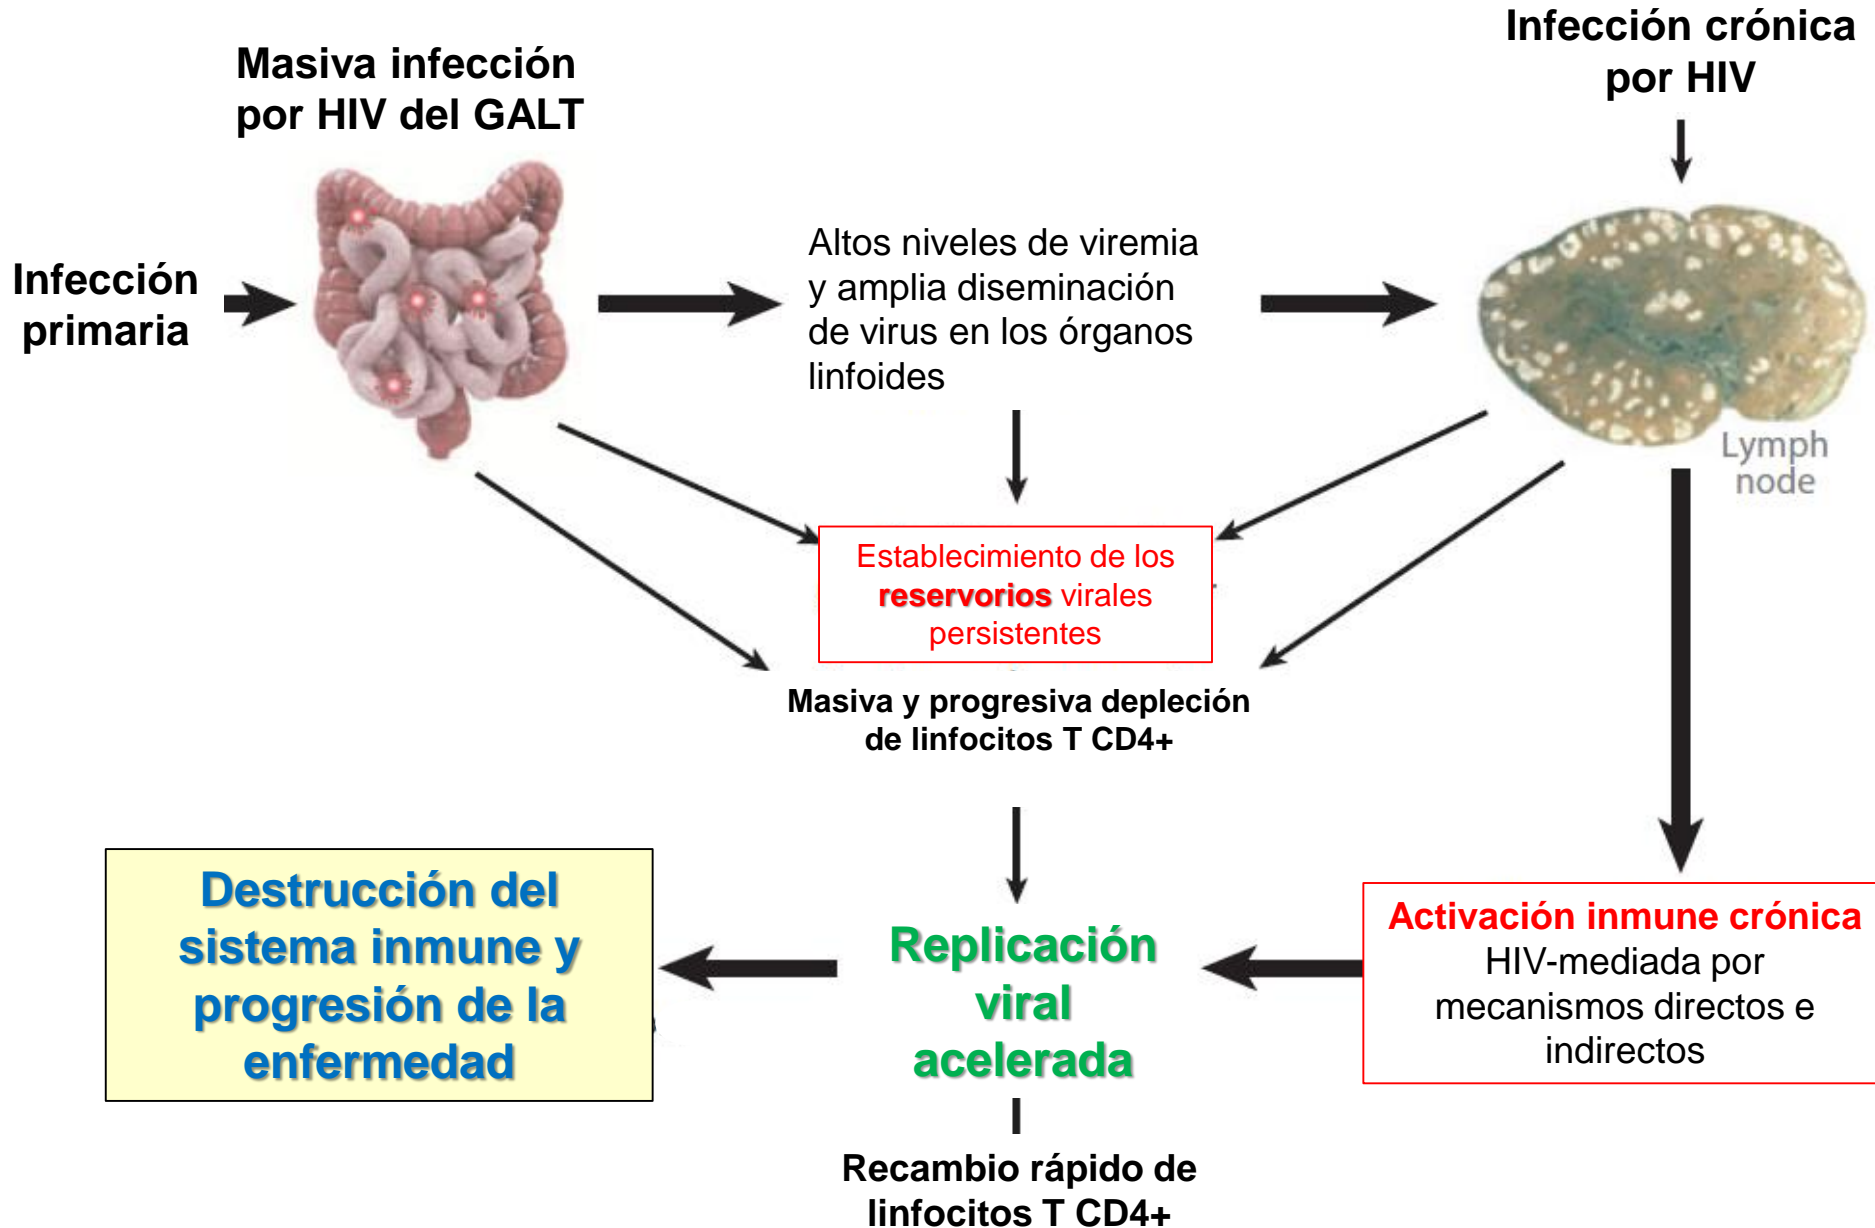 Infección crónica
por HIV
Masiva infección
por HIV del GALT
Infección
primaria
Altos niveles de viremia
y amplia diseminación
de virus en los órganos
linfoides
Lymph
node
Establecimiento de los
reservorios virales
persistentes
Masiva y progresiva depleción
de linfocitos T CD4+
Destrucción del
sistema inmune y
progresión de la
enfermedad
Replicación
viral
acelerada
Activación inmune crónica
HIV-mediada por
mecanismos directos e
indirectos
Recambio rápido de
linfocitos T CD4+